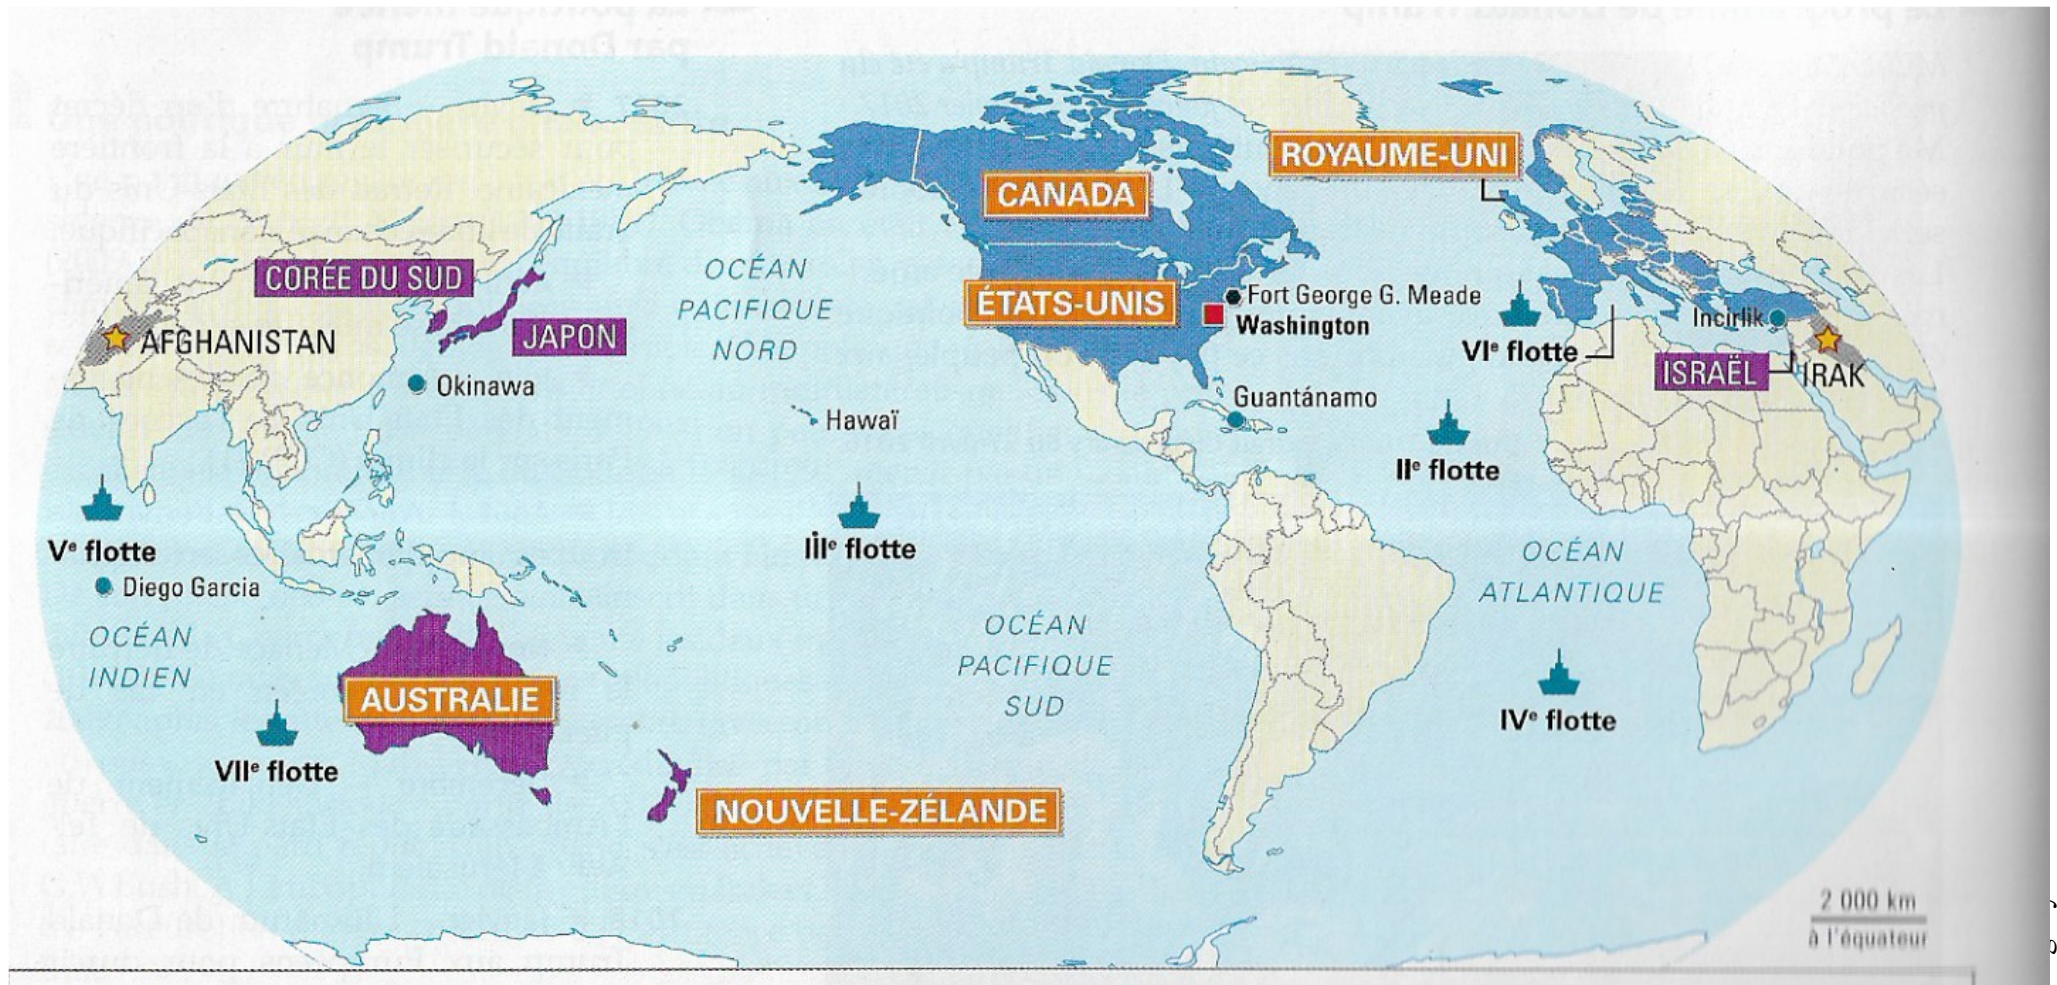 ROYAUME-UNI
CANADA
CORÉE DU SUD
OCÉAN
PACIFIQUE
NORD
ÉTATS-UNIS
Fort George G. Meade
Washington
JAPON
AFGHANISTAN
Incirlik
VIe flotte
ISRAËL
IRAK
Okinawa
Hawaï
Guantánamo
IIe flotte
Ve flotte
IIIe flotte
Diego Garcia
OCÉAN
ATLANTIQUE
OCÉAN
INDIEN
OCÉAN
PACIFIQUE
SUD
AUSTRALIE
IVe flotte
VIIe flotte
NOUVELLE-ZÉLANDE
2 000 km
à l'équateur